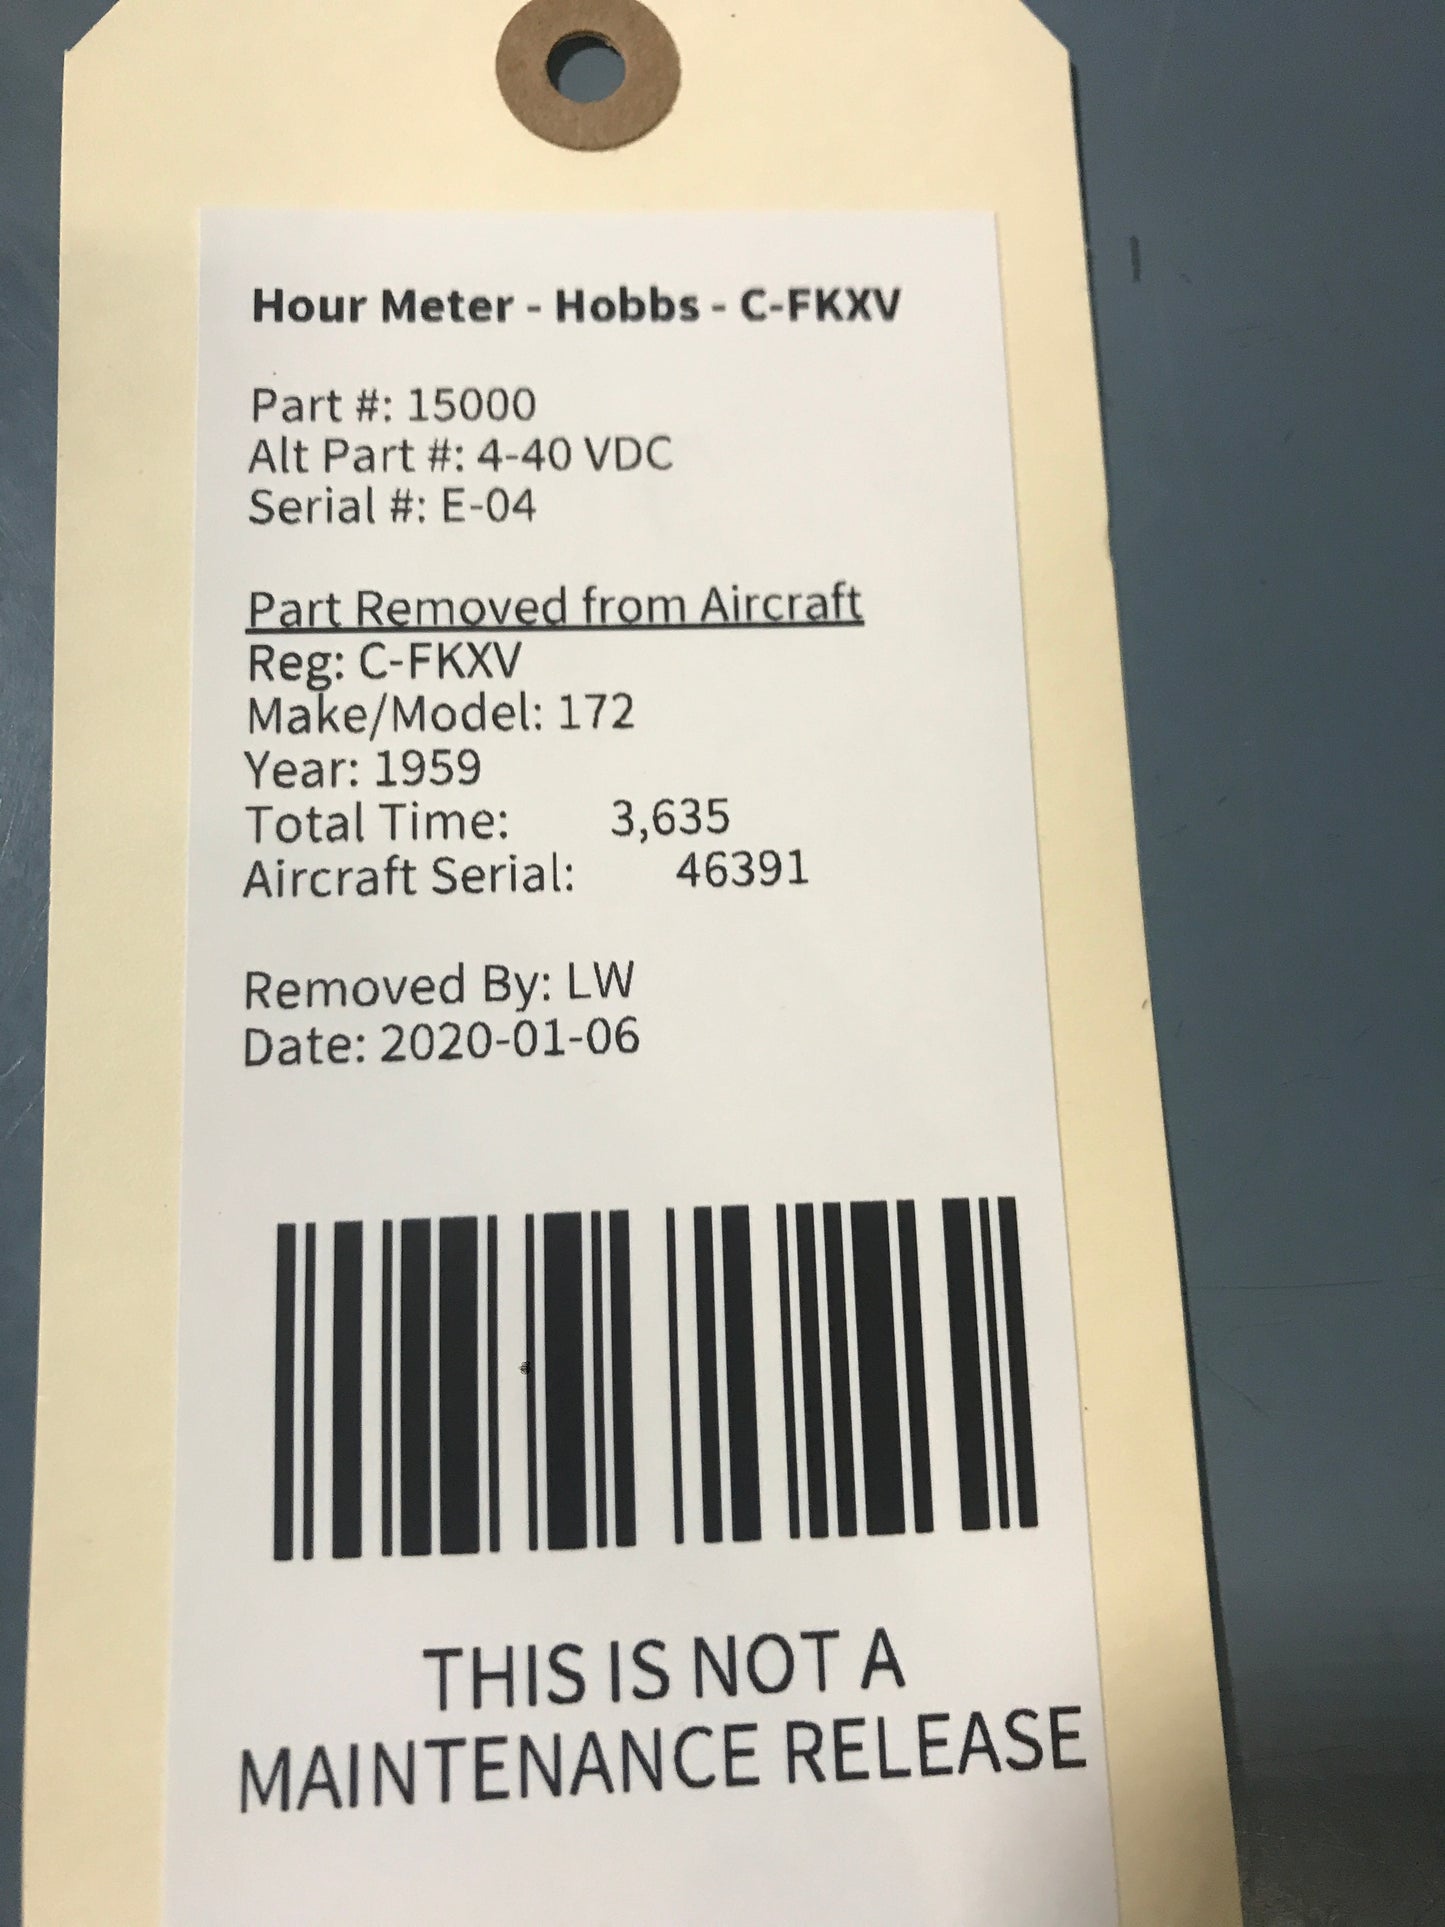 Hour Meter - Hobbs - C-FKXV
Part #: 15000
Alt Part #: 4-40 VDC
Serial #: E-04
Part Removed from Aircraft
Reg: C-FKXV
Make/Model: 172
Year: 1959
Total Time: 3,635
Aircraft Serial: 46391
Removed By: LW
Date: 2020-01-06
THIS IS NOT A
MAINTENANCE RELEASE